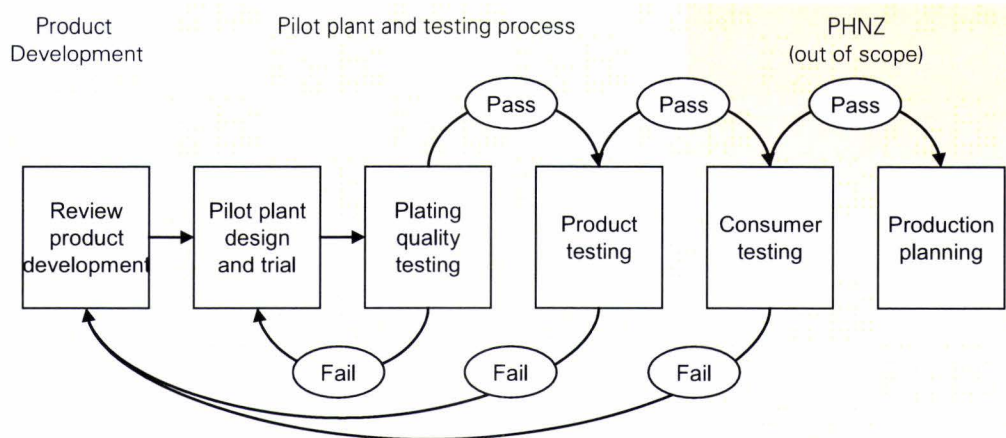 Product
Development
Pilot plant and testing process
PHNZ
(out of scope)
Pass
Pass
Pass
Review
product
development
Pilot plant
design
and trial
Plating
quality
testing
Product
testing
Consumer
testing
Production
planning
Fail
Fail
Fail